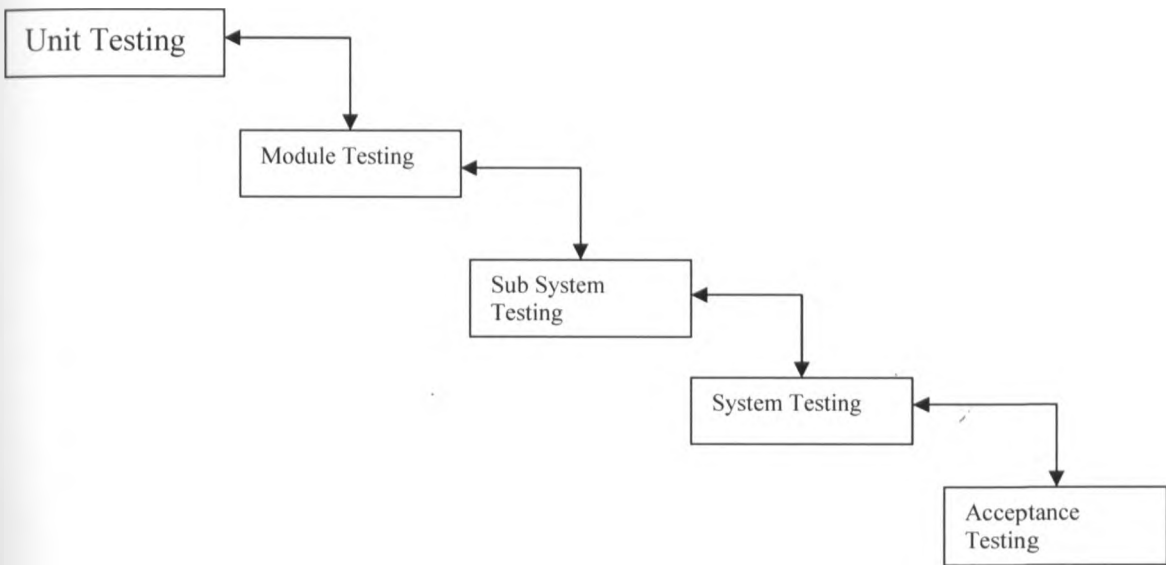 Unit Testing
Module Testing
Sub System
Testing
System Testing
Acceptance
Testing